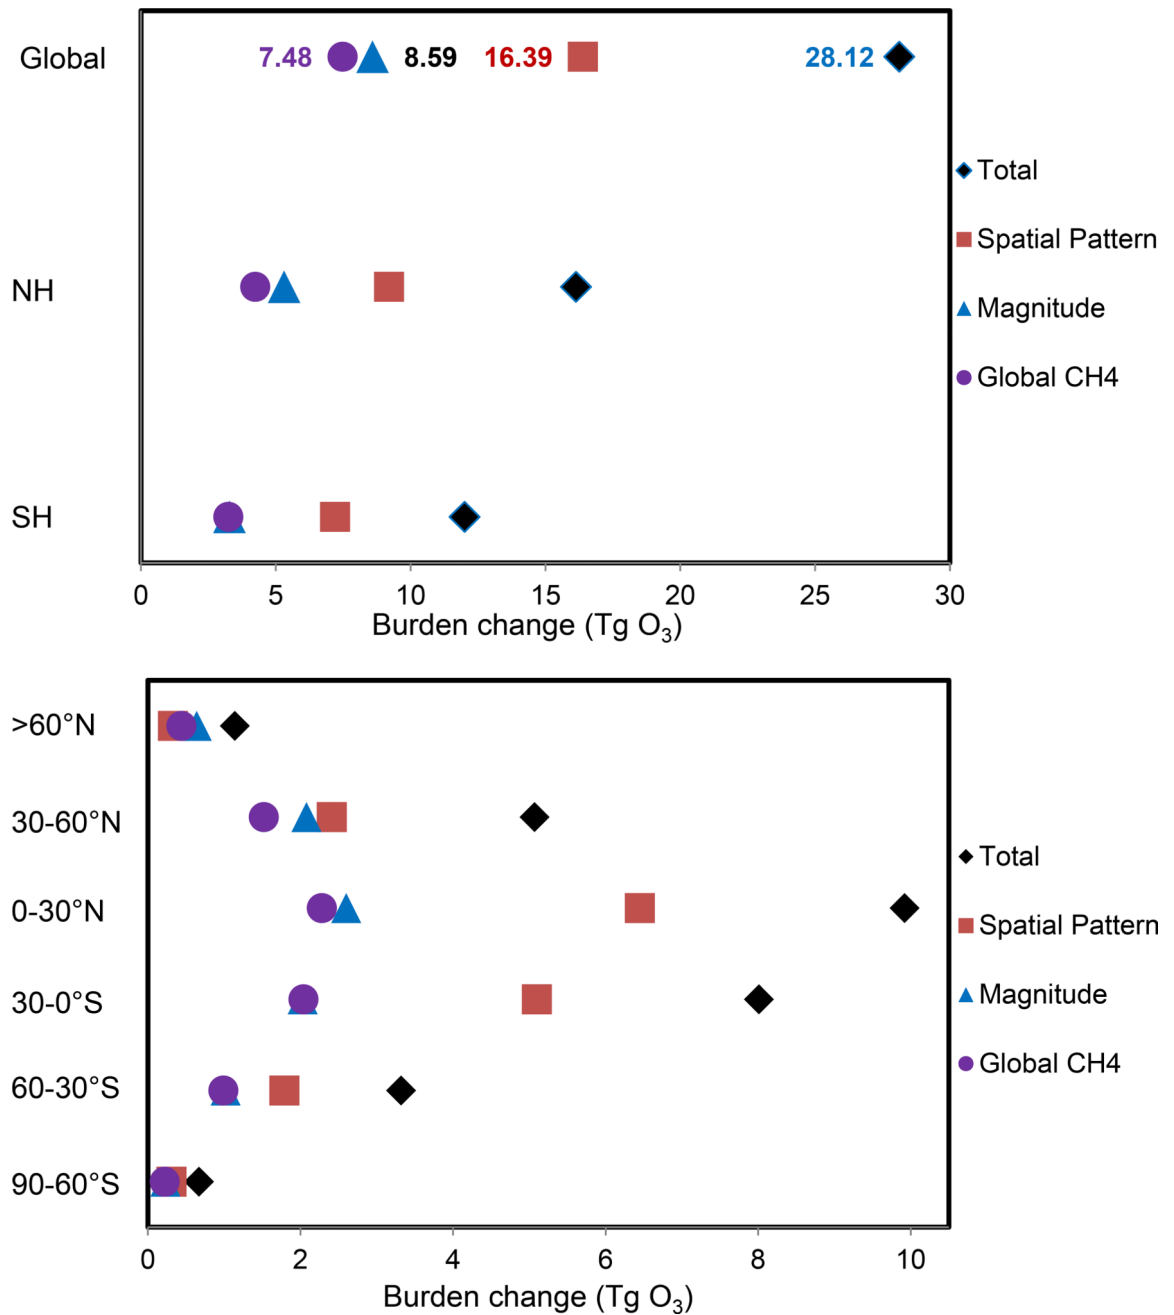 Global 7.48 8.59 16.39 28.12
Total
Spatial Pattern
NH
Magnitude
Global CH4
SH
0 5 10 15 20 25 30
Burden change (Tg O₃)
>60°N
30-60°N
Total
0-30°N
Spatial Pattern
30-0°S
Magnitude
Global CH4
60-30°S
90-60°S
0 2 4 6 8 10
Burden change (Tg O₃)